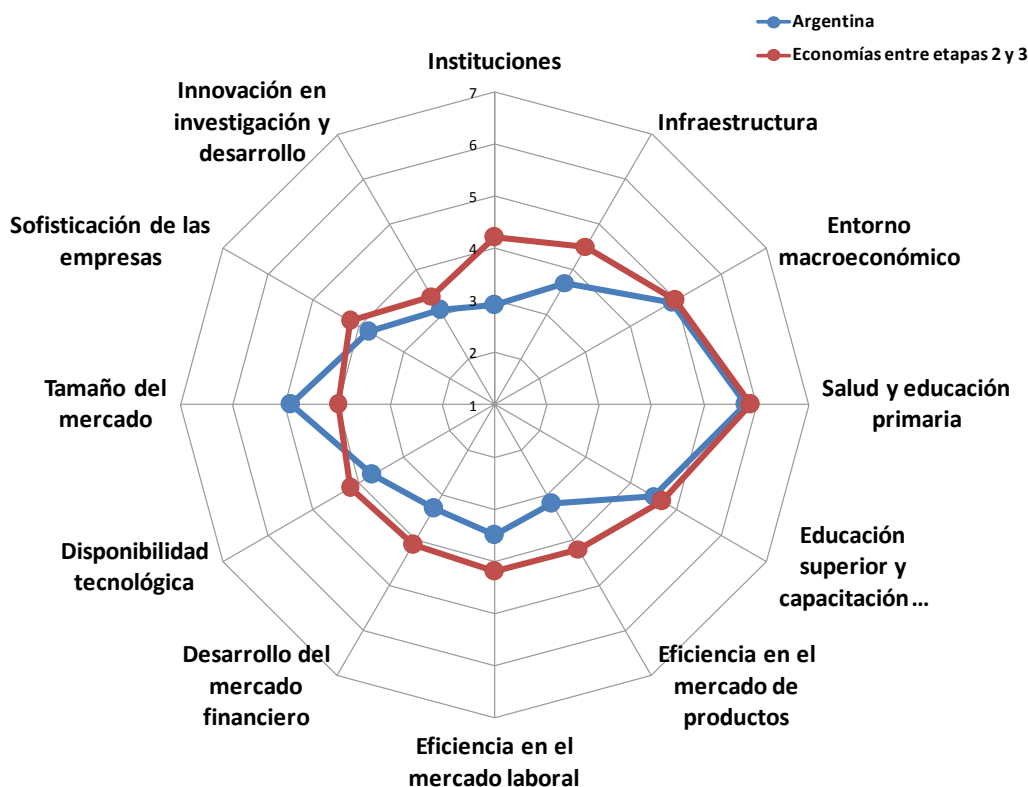 Argentina
Economías entre etapas 2 y 3
Instituciones
Infraestructura
Entorno
macroeconómico
Salud y educación
primaria
Educación
superior y
capacitación ...
Eficiencia en el
mercado de
productos
Eficiencia en el
mercado laboral
Desarrollo del
mercado
financiero
Disponibilidad
tecnológica
Tamaño del
mercado
Sofisticación de las
empresas
Innovación en
investigación y
desarrollo
7
6
5
4
3
2
1